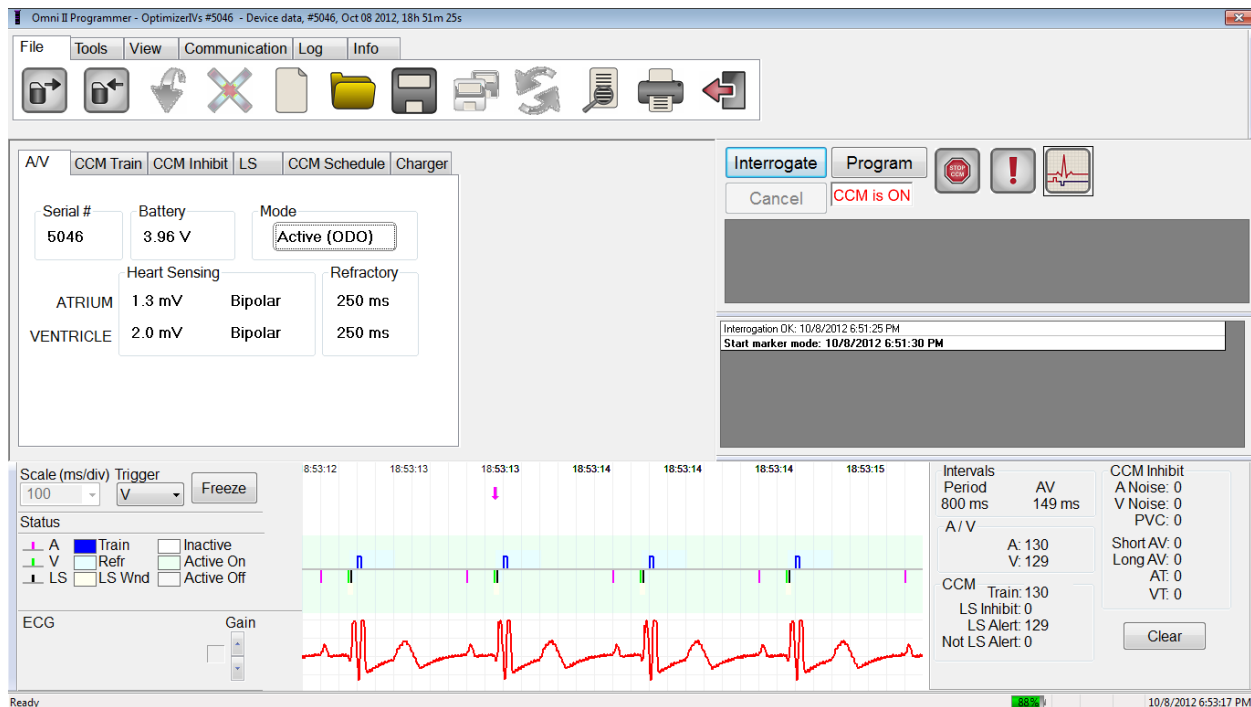 Omni II Programmer - OptimizerIVs #5046 - Device data, #5046, Oct 08 2012, 18h 51m 25s
File Tools View Communication Log Info
A/V CCM Train CCM Inhibit LS CCM Schedule Charger
Serial # Battery Mode
5046 3.96 V Active (ODO)
Heart Sensing Refractory
ATRIUM 1.3 mV Bipolar 250 ms
VENTRICLE 2.0 mV Bipolar 250 ms
Interrogate Program
STOP CCM
Cancel CCM is ON
Interrogation OK: 10/8/2012 6:51:25 PM
Start marker mode: 10/8/2012 6:51:30 PM
Scale (ms/div) Trigger
100 V Freeze
Status
A Train Inactive
V Refr Active On
LS LS Wnd Active Off
ECG Gain
8:53:12 18:53:13 18:53:13 18:53:14 18:53:14 18:53:14 18:53:15
Intervals
Period AV
800 ms 149 ms
A / V
A: 130
V: 129
CCM
Train: 130
LS Inhibit: 0
LS Alert: 129
Not LS Alert: 0
CCM Inhibit
A Noise: 0
V Noise: 0
PVC: 0
Short AV: 0
Long AV: 0
AT: 0
VT: 0
Clear
Ready 88% 10/8/2012 6:53:17 PM